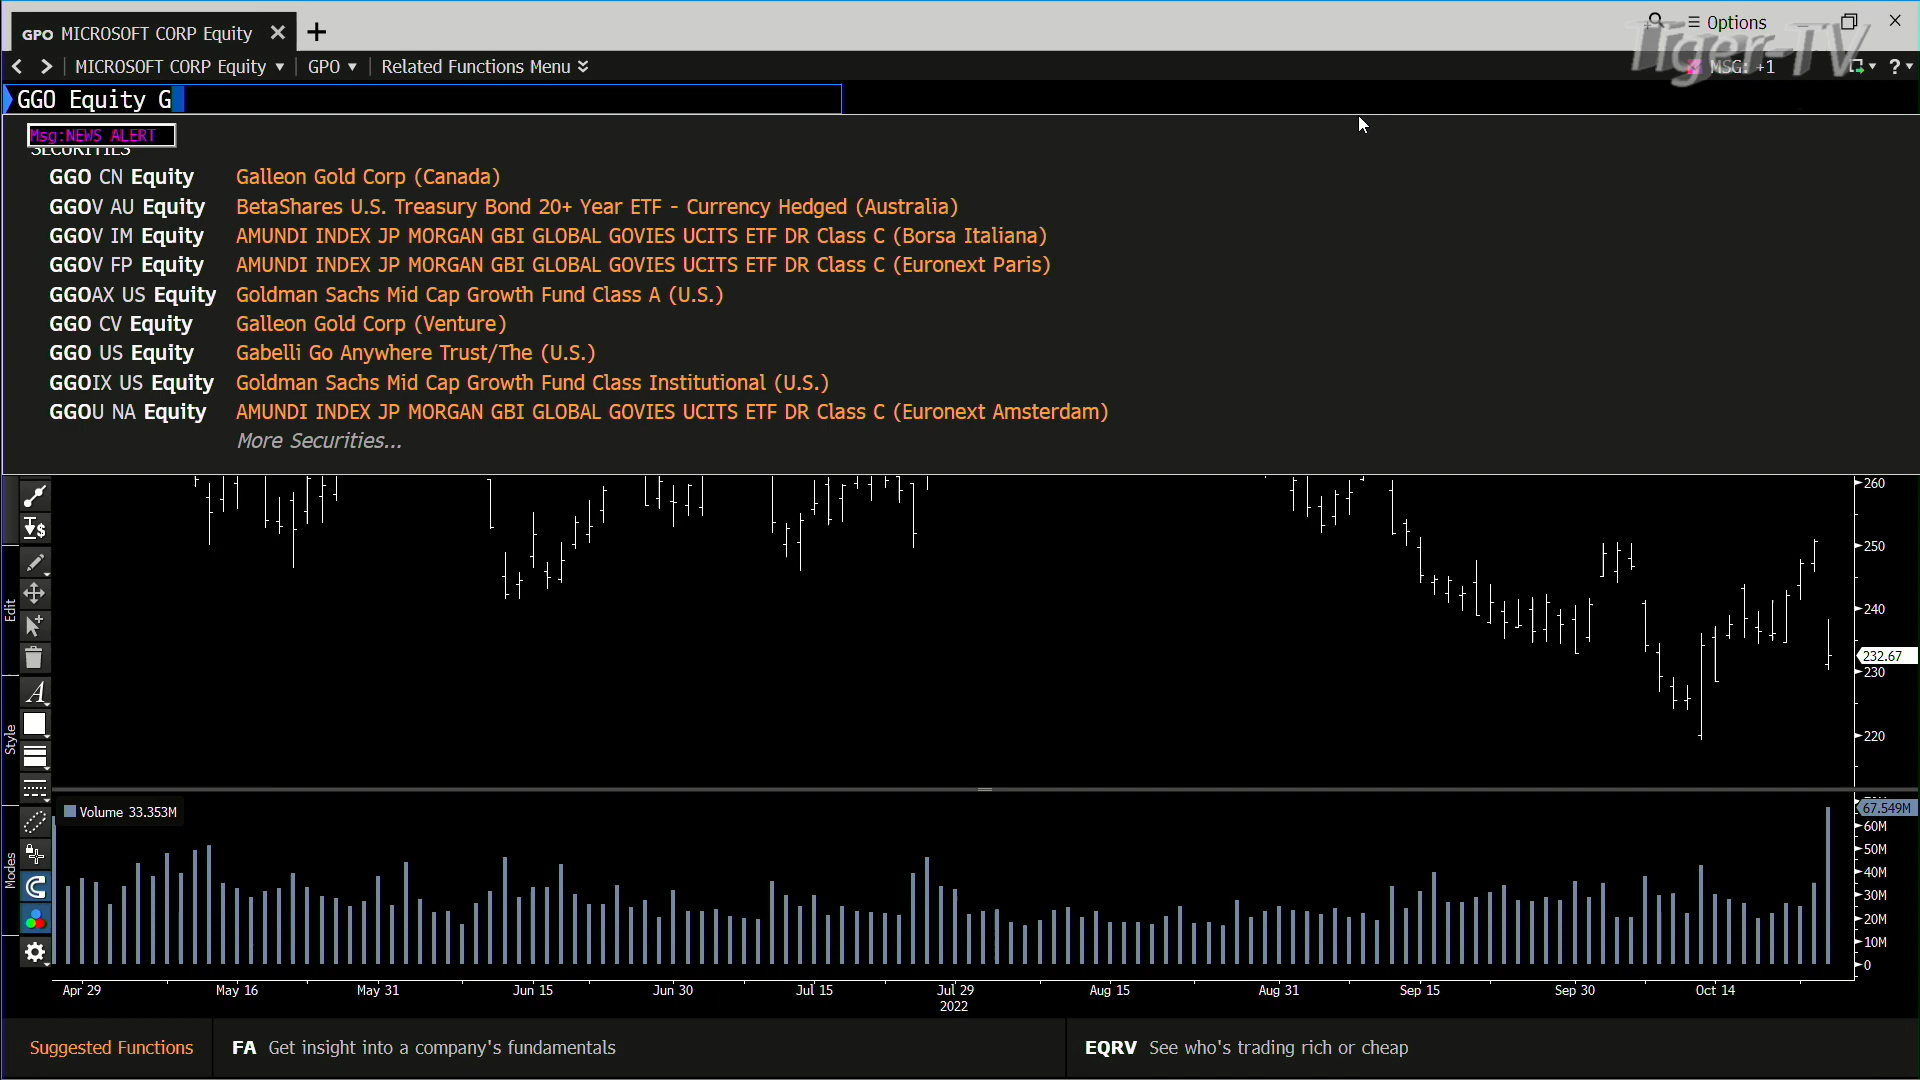 GPO MICROSOFT CORP Equity
Options
Tiger-TV
MICROSOFT CORP Equity
GPO
Related Functions Menu
MSG: +1
?
GGO Equity G
Msg:NEWS ALERT
SECURITIES
GGO CN Equity Galleon Gold Corp (Canada)
GGOV AU Equity BetaShares U.S. Treasury Bond 20+ Year ETF - Currency Hedged (Australia)
GGOV IM Equity AMUNDI INDEX JP MORGAN GBI GLOBAL GOVIES UCITS ETF DR Class C (Borsa Italiana)
GGOV FP Equity AMUNDI INDEX JP MORGAN GBI GLOBAL GOVIES UCITS ETF DR Class C (Euronext Paris)
GGOAX US Equity Goldman Sachs Mid Cap Growth Fund Class A (U.S.)
GGO CV Equity Galleon Gold Corp (Venture)
GGO US Equity Gabelli Go Anywhere Trust/The (U.S.)
GGOIX US Equity Goldman Sachs Mid Cap Growth Fund Class Institutional (U.S.)
GGOU NA Equity AMUNDI INDEX JP MORGAN GBI GLOBAL GOVIES UCITS ETF DR Class C (Euronext Amsterdam)
More Securities...
260
250
240
232.67
230
220
Edit
Style
Modes
Volume 33.353M
67.549M
60M
50M
40M
30M
20M
10M
0
Apr 29 May 16 May 31 Jun 15 Jun 30 Jul 15 Jul 29 Aug 15 Aug 31 Sep 15 Sep 30 Oct 14
2022
Suggested Functions
FA Get insight into a company's fundamentals
EQRV See who's trading rich or cheap